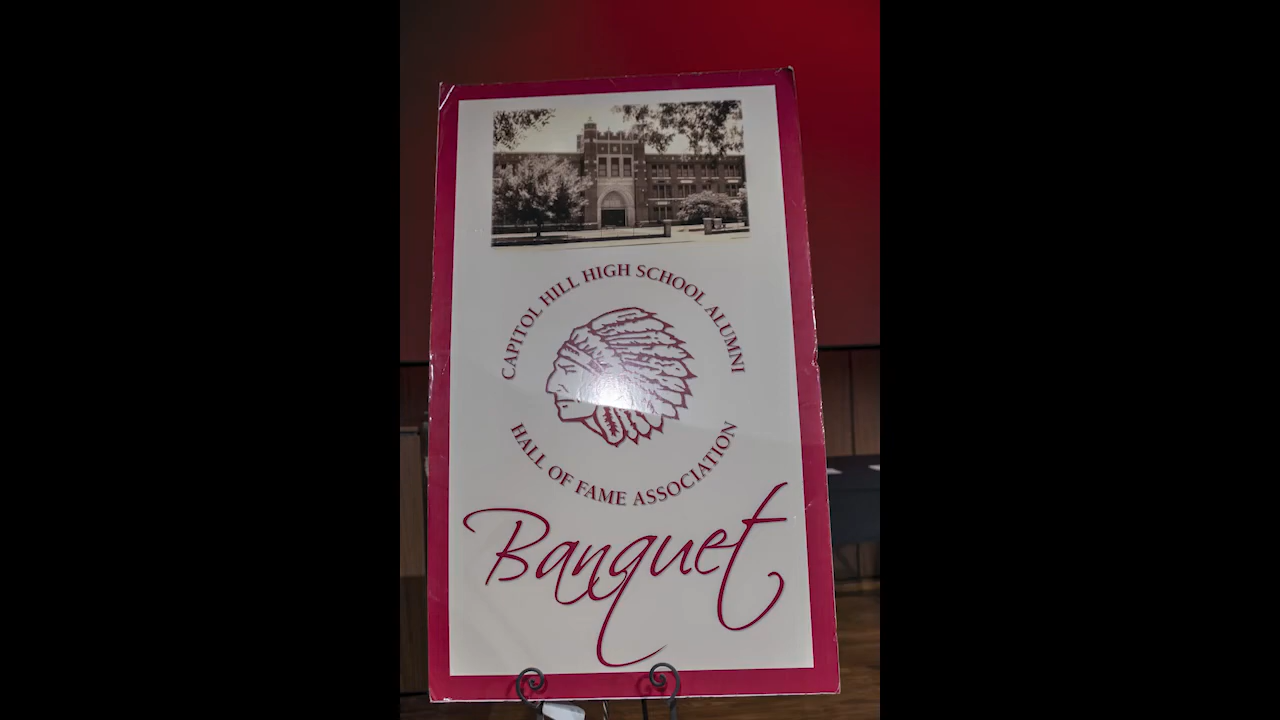 CAPITOL HILL HIGH SCHOOL ALUMNI
HALL OF FAME ASSOCIATION
Banquet